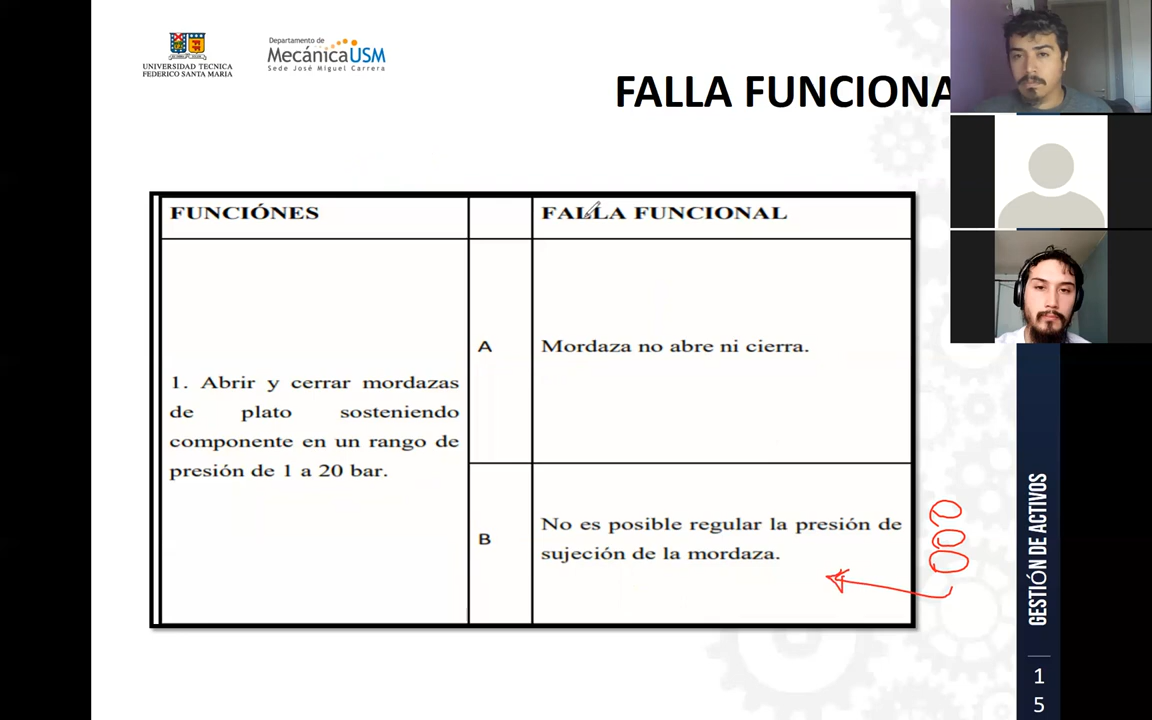 UNIVERSIDAD TECNICA
FEDERICO SANTA MARIA
Departamento de
MecánicaUSM
Sede José Miguel Carrera
FALLA FUNCIONA
FUNCIÓNES
FALLA FUNCIONAL
1. Abrir y cerrar mordazas
de plato sosteniendo
componente en un rango de
presión de 1 a 20 bar.
A
Mordaza no abre ni cierra.
B
No es posible regular la presión de
sujeción de la mordaza.
GESTIÓN DE ACTIVOS
1
5